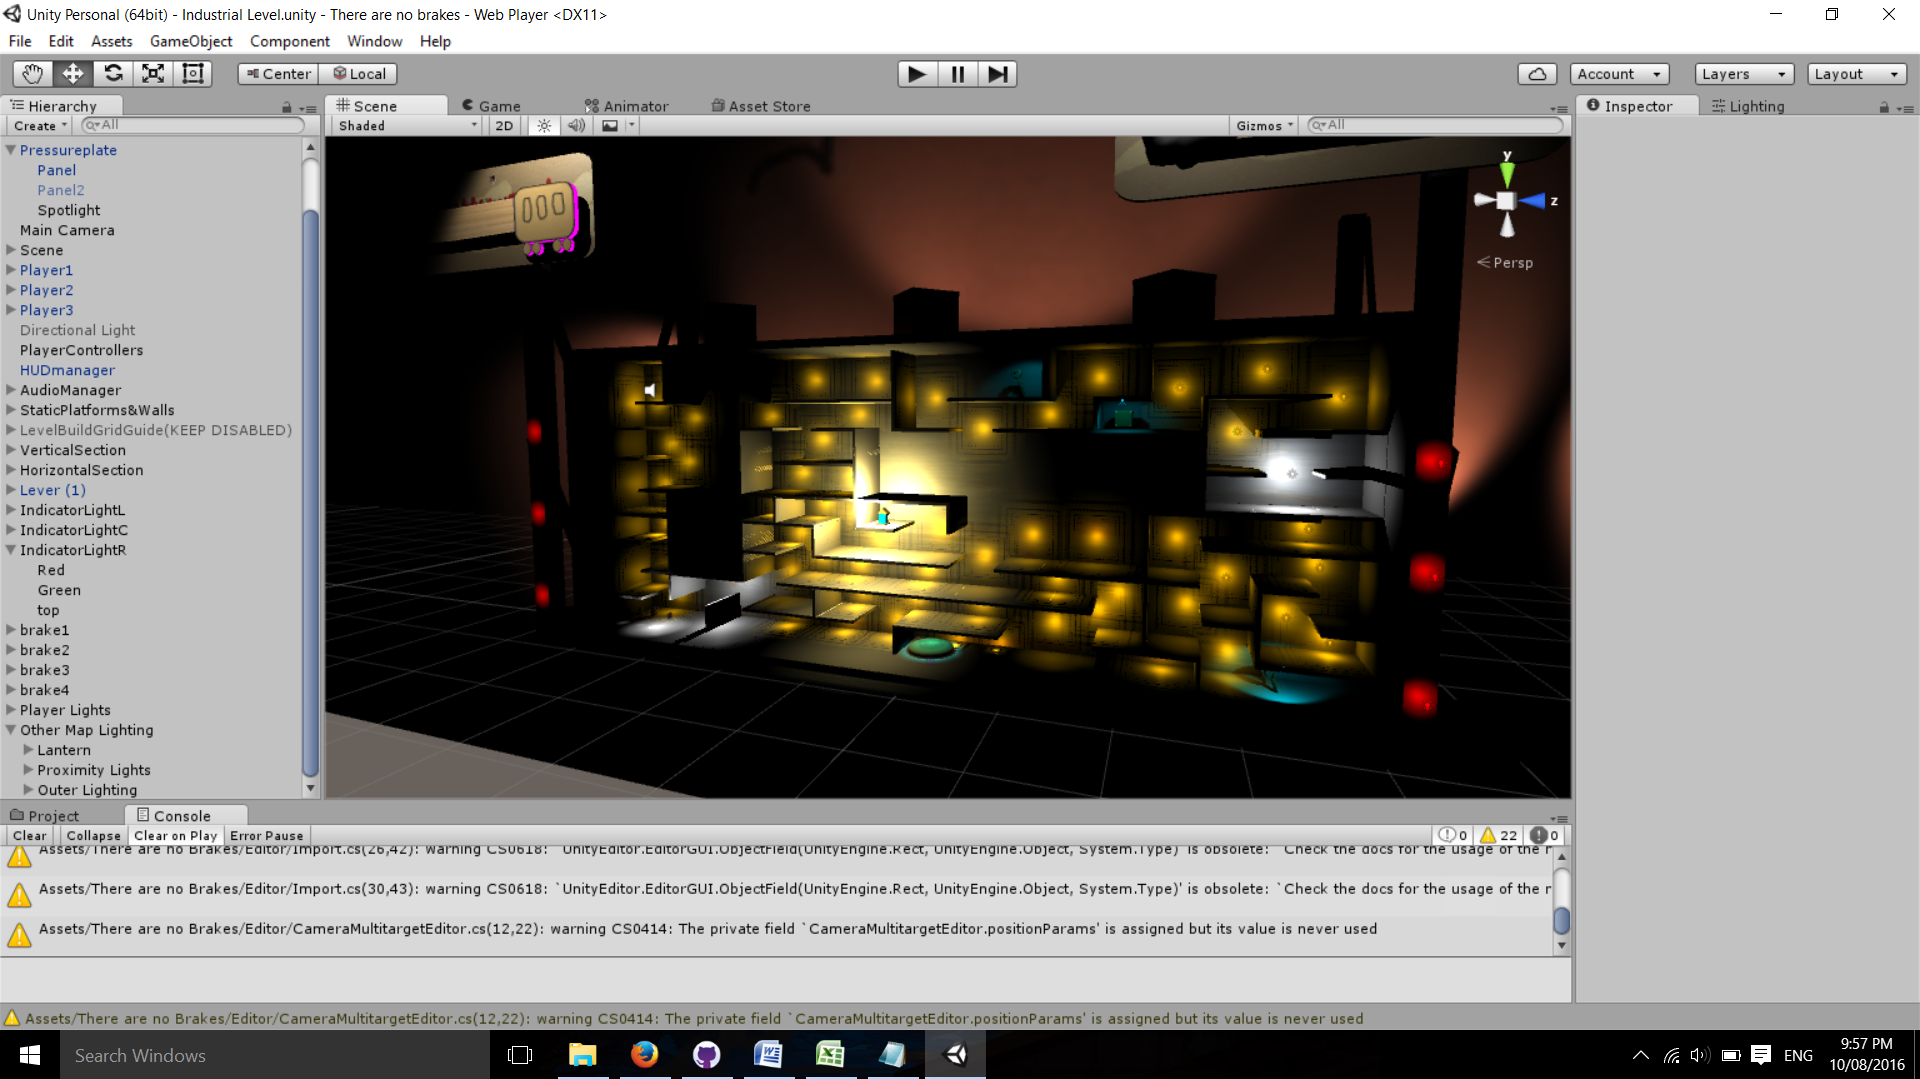 Unity Personal (64bit) - Industrial Level.unity - There are no brakes - Web Player <DX11>
File Edit Assets GameObject Component Window Help
Center Local Account Layers Layout
Hierarchy
Create All
Pressureplate
Panel
Panel2
Spotlight
Main Camera
Scene
Player1
Player2
Player3
Directional Light
PlayerControllers
HUDmanager
AudioManager
StaticPlatforms&Walls
LevelBuildGridGuide(KEEP DISABLED)
VerticalSection
HorizontalSection
Lever (1)
IndicatorLightL
IndicatorLightC
IndicatorLightR
Red
Green
top
brake1
brake2
brake3
brake4
Player Lights
Other Map Lighting
Lantern
Proximity Lights
Outer Lighting
Scene Game Animator Asset Store
Shaded 2D Gizmos All
y
z
Persp
Inspector Lighting
Project Console
Clear Collapse Clear on Play Error Pause 0 22 0
Assets/There are no Brakes/Editor/Import.cs(26,42): warning CS0618: `UnityEditor.EditorGUI.ObjectField(UnityEngine.Rect, UnityEngine.Object, System.Type)' is obsolete: `Check the docs for the usage of the
Assets/There are no Brakes/Editor/Import.cs(30,43): warning CS0618: `UnityEditor.EditorGUI.ObjectField(UnityEngine.Rect, UnityEngine.Object, System.Type)' is obsolete: `Check the docs for the usage of the
Assets/There are no Brakes/Editor/CameraMultitargetEditor.cs(12,22): warning CS0414: The private field `CameraMultitargetEditor.positionParams' is assigned but its value is never used
Assets/There are no Brakes/Editor/CameraMultitargetEditor.cs(12,22): warning CS0414: The private field `CameraMultitargetEditor.positionParams' is assigned but its value is never used
Search Windows
ENG
9:57 PM
10/08/2016